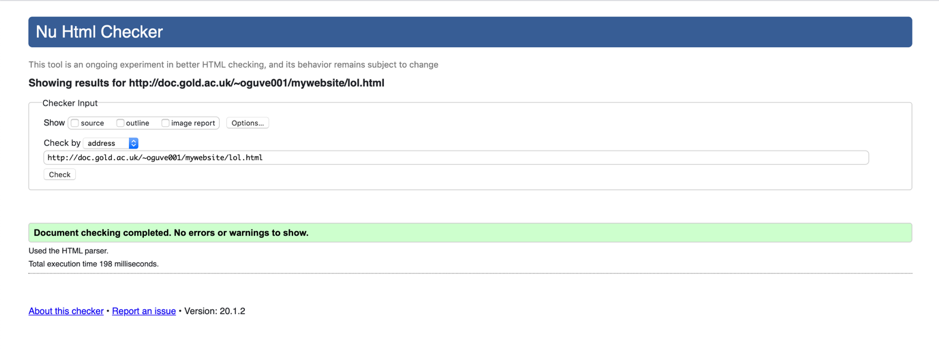 Nu Html Checker
This tool is an ongoing experiment in better HTML checking, and its behavior remains subject to change
Showing results for http://doc.gold.ac.uk/~oguve001/mywebsite/lol.html
Checker Input
Show source outline image report Options...
Check by address
http://doc.gold.ac.uk/~oguve001/mywebsite/lol.html
Check
Document checking completed. No errors or warnings to show.
Used the HTML parser.
Total execution time 198 milliseconds.
About this checker • Report an issue • Version: 20.1.2